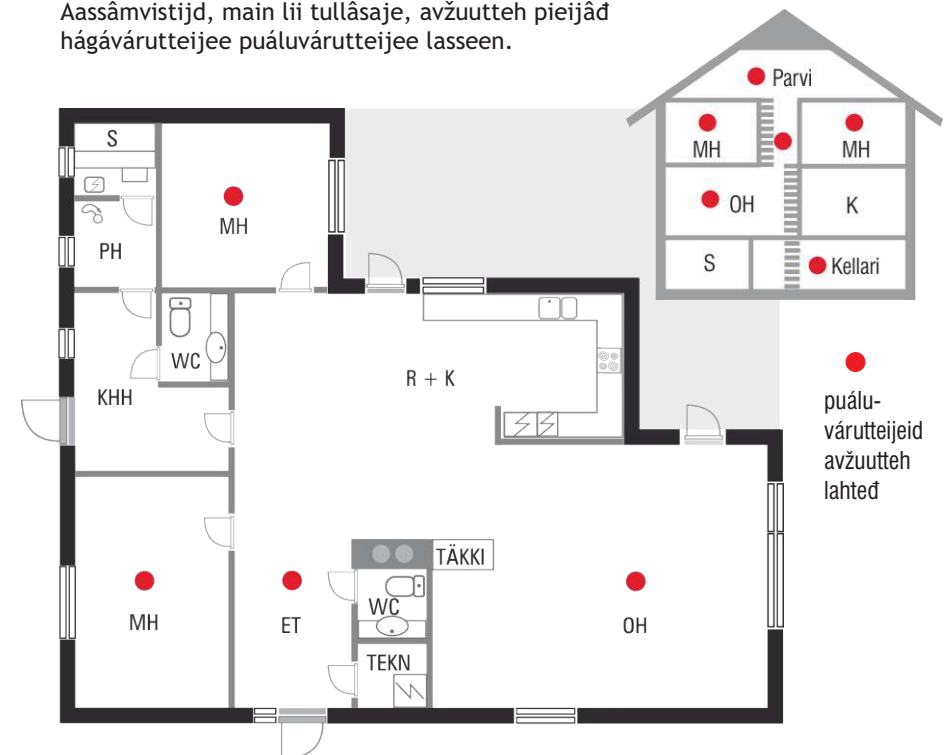 Aassâmvistijd, main lii tullâsaje, avžuutteh pieijâđ
hágávárutteijee puáluvárutteijee lasseen.
Parvi
MH
MH
OH
K
S
Kellari
S
MH
PH
WC
KHH
R + K
puálu-
várutteijeid
avžuutteh
lahteđ
TÄKKI
WC
MH
ET
OH
TEKN